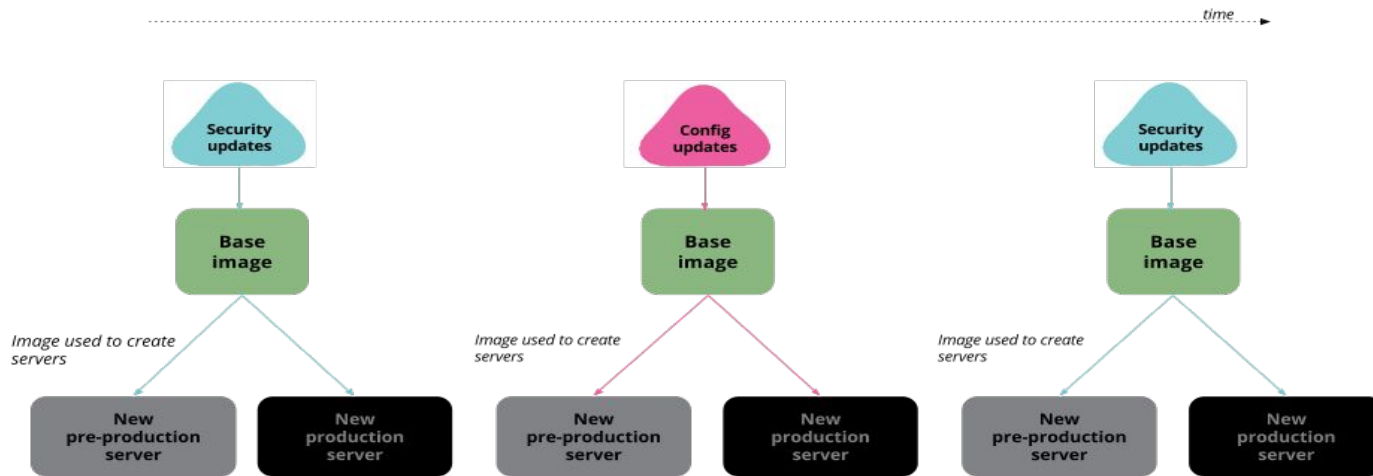 time
Security
updates
Config
updates
Security
updates
Base
image
Base
image
Base
image
Image used to create
servers
Image used to create
servers
Image used to create
servers
New
pre-production
server
New
production
server
New
pre-production
server
New
production
server
New
pre-production
server
New
production
server